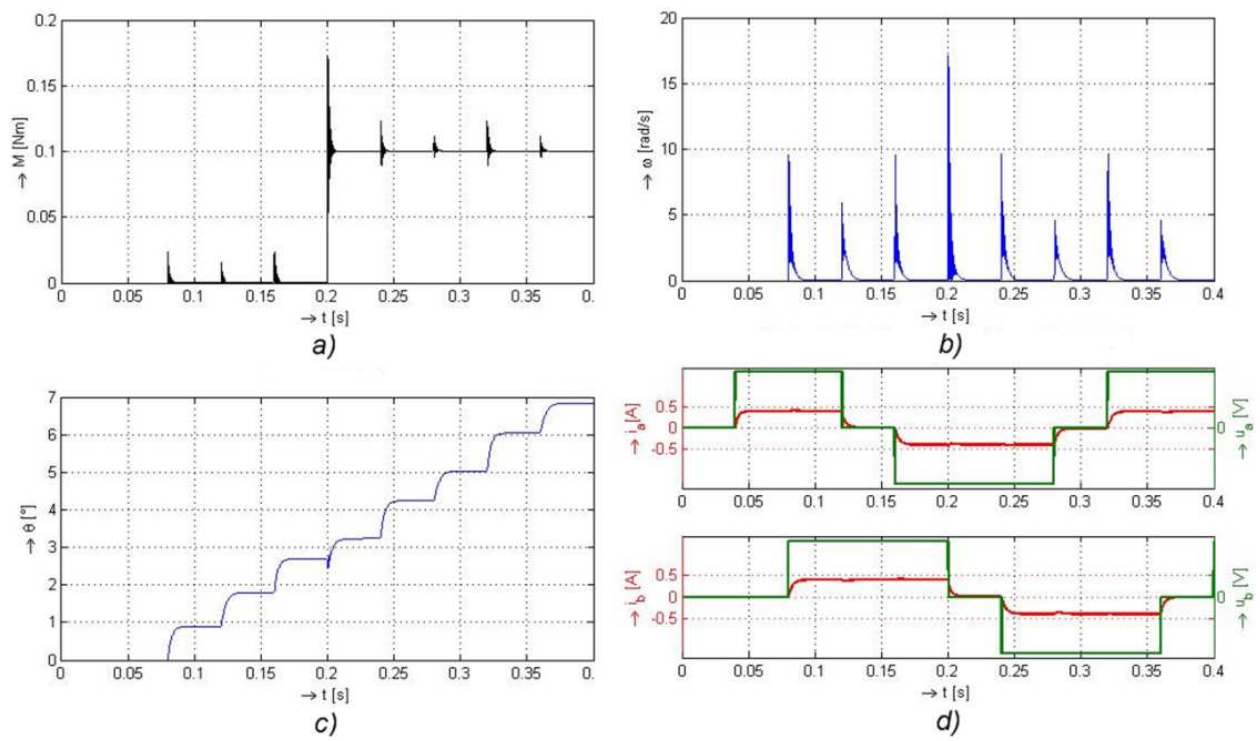 0.2
0.15
0.1
0.05
0
→ M [Nm]
0 0.05 0.1 0.15 0.2 0.25 0.3 0.35 0.
→ t [s]
a)
20
15
10
5
0
→ ω [rad/s]
0 0.05 0.1 0.15 0.2 0.25 0.3 0.35 0.4
→ t [s]
b)
7
6
5
4
3
2
1
0
→ θ [°]
0 0.05 0.1 0.15 0.2 0.25 0.3 0.35 0.
→ t [s]
c)
0.5
0
-0.5
→ ia[A]
0
→ ua [V]
0 0.05 0.1 0.15 0.2 0.25 0.3 0.35 0.4
0.5
0
-0.5
→ ib [A]
0
→ ub [V]
0 0.05 0.1 0.15 0.2 0.25 0.3 0.35 0.4
→ t [s]
d)